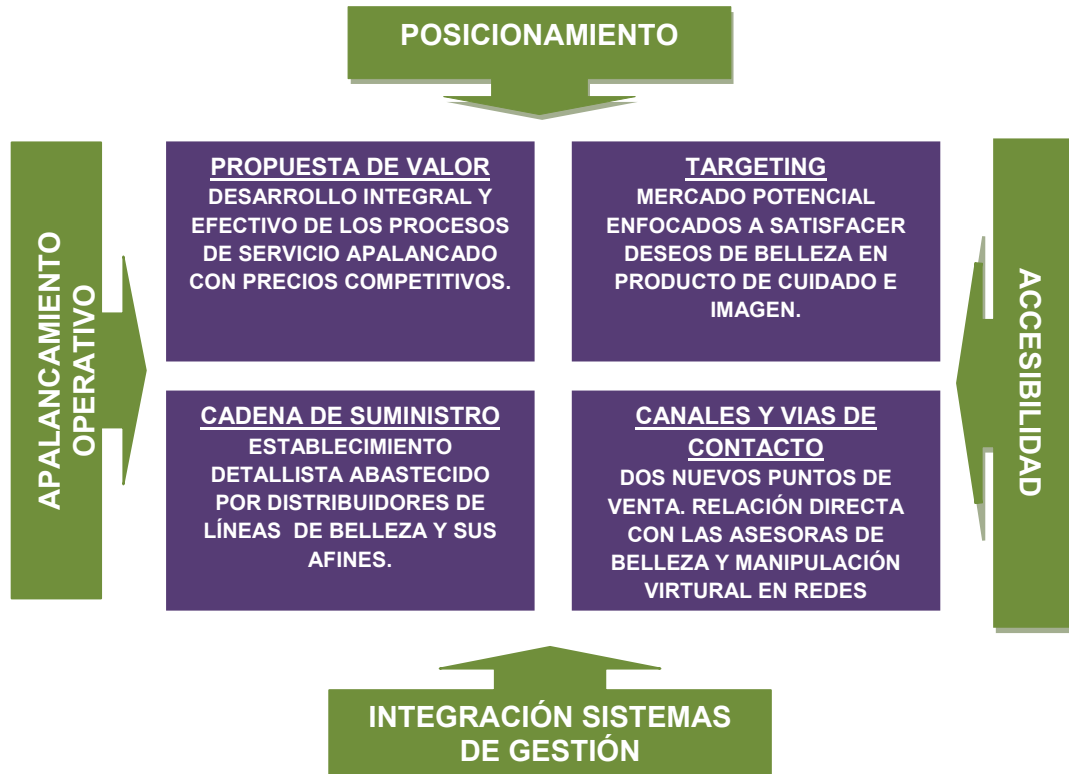 POSICIONAMIENTO
APALANCAMIENTO
OPERATIVO
PROPUESTA DE VALOR
DESARROLLO INTEGRAL Y
EFECTIVO DE LOS PROCESOS
DE SERVICIO APALANCADO
CON PRECIOS COMPETITIVOS.
TARGETING
MERCADO POTENCIAL
ENFOCADOS A SATISFACER
DESEOS DE BELLEZA EN
PRODUCTO DE CUIDADO E
IMAGEN.
CADENA DE SUMINISTRO
ESTABLECIMIENTO
DETALLISTA ABASTECIDO
POR DISTRIBUIDORES DE
LÍNEAS DE BELLEZA Y SUS
AFINES.
CANALES Y VIAS DE
CONTACTO
DOS NUEVOS PUNTOS DE
VENTA. RELACIÓN DIRECTA
CON LAS ASESORAS DE
BELLEZA Y MANIPULACIÓN
VIRTURAL EN REDES
ACCESIBILIDAD
INTEGRACIÓN SISTEMAS
DE GESTIÓN